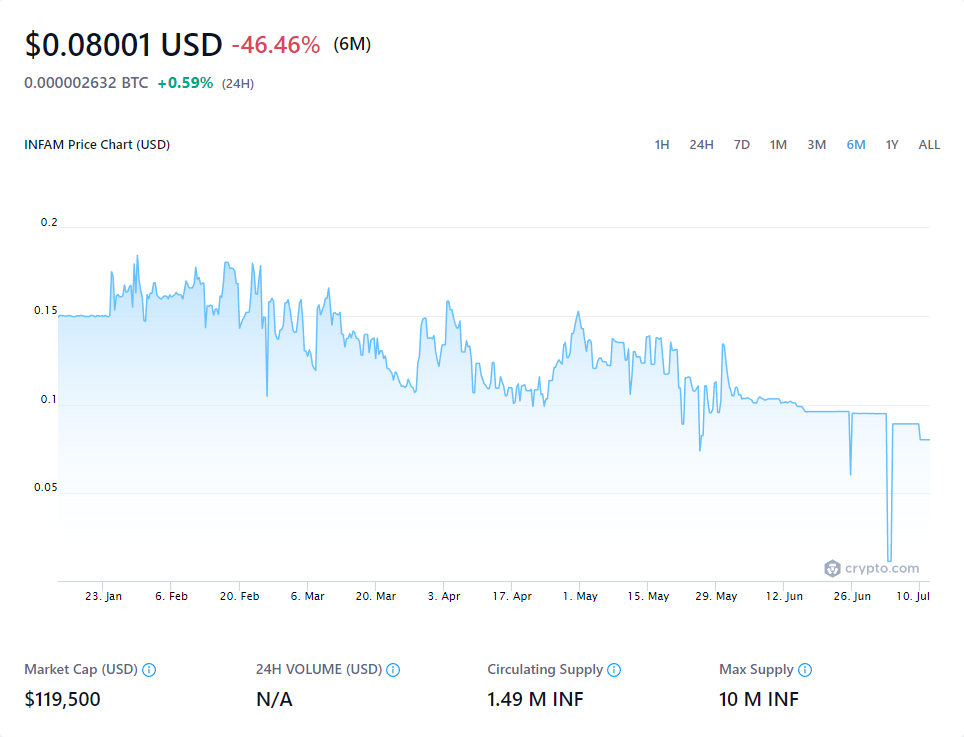 $0.08001 USD -46.46% (6M)
0.000002632 BTC +0.59% (24H)
INFAM Price Chart (USD) 1H 24H 7D 1M 3M 6M 1Y ALL
0.2
0.15
0.1
0.05
crypto.com
23. Jan 6. Feb 20. Feb 6. Mar 20. Mar 3. Apr 17. Apr 1. May 15. May 29. May 12. Jun 26. Jun 10. Jul
Market Cap (USD) 24H VOLUME (USD) Circulating Supply Max Supply
$119,500 N/A 1.49 M INF 10 M INF